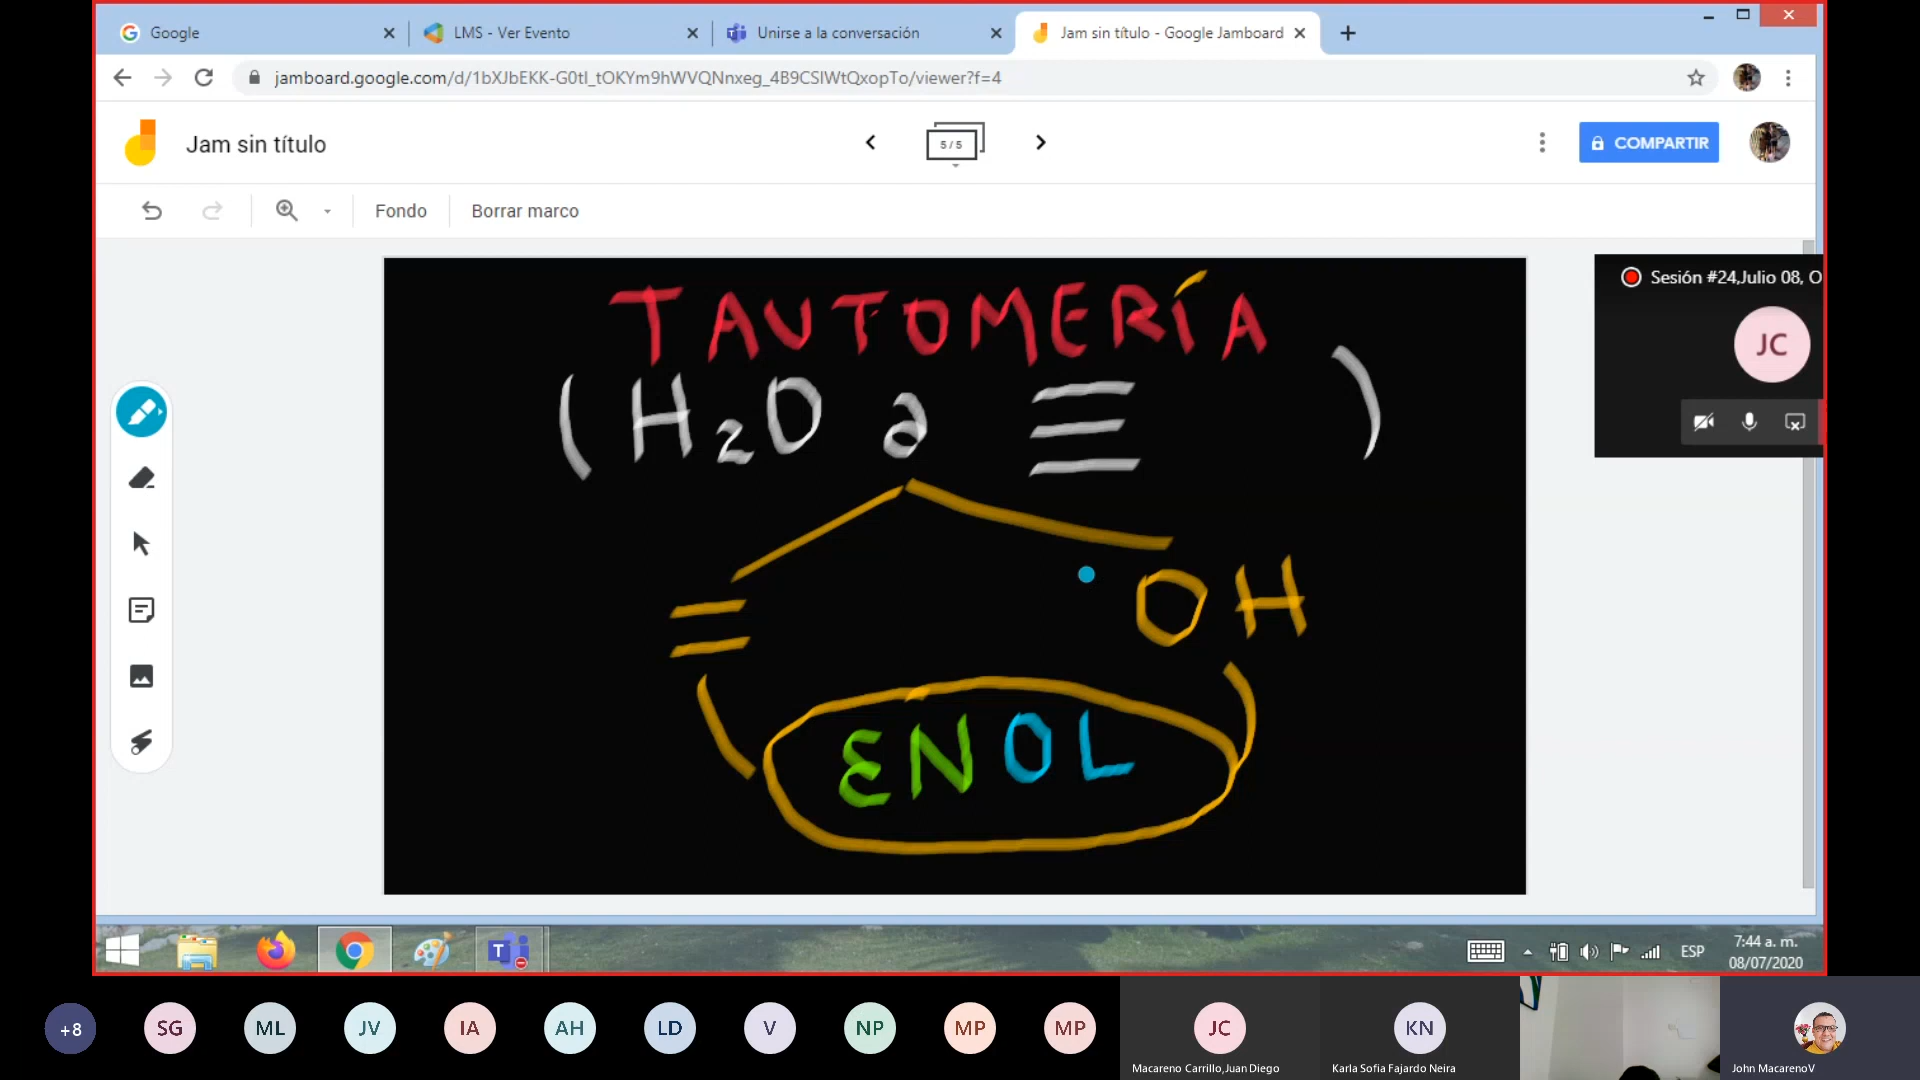 Google
LMS - Ver Evento
Unirse a la conversación
Jam sin título - Google Jamboard
jamboard.google.com/d/1bXJbEKK-G0tI_tOKYm9hWVQNnxeg_4B9CSIWtQxopTo/viewer?f=4
Jam sin título
5 / 5
COMPARTIR
Fondo
Borrar marco
Sesión #24,Julio 08, O
JC
TAUTOMERÍA
(H2O a ≡ )
= OH
ENOL
ESP
7:44 a. m.
08/07/2020
+8
SG
ML
JV
IA
AH
LD
V
NP
MP
MP
JC
KN
Macareno Carrillo,Juan Diego
Karla Sofia Fajardo Neira
John MacarenoV